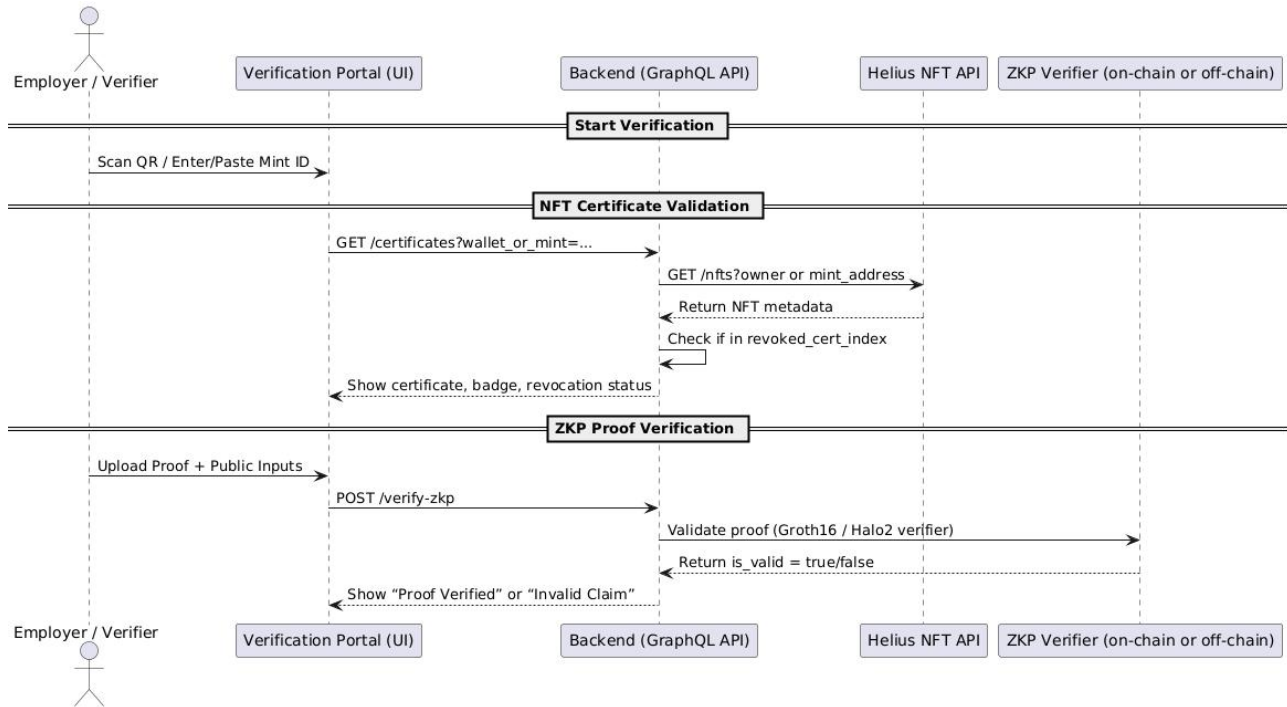 Employer / Verifier
Verification Portal (UI)
Backend (GraphQL API)
Helius NFT API
ZKP Verifier (on-chain or off-chain)
Start Verification
Scan QR / Enter/Paste Mint ID
NFT Certificate Validation
GET /certificates?wallet_or_mint=...
GET /nfts?owner or mint_address
Return NFT metadata
Check if in revoked_cert_index
Show certificate, badge, revocation status
ZKP Proof Verification
Upload Proof + Public Inputs
POST /verify-zkp
Validate proof (Groth16 / Halo2 verifier)
Return is_valid = true/false
Show “Proof Verified” or “Invalid Claim”
Employer / Verifier
Verification Portal (UI)
Backend (GraphQL API)
Helius NFT API
ZKP Verifier (on-chain or off-chain)